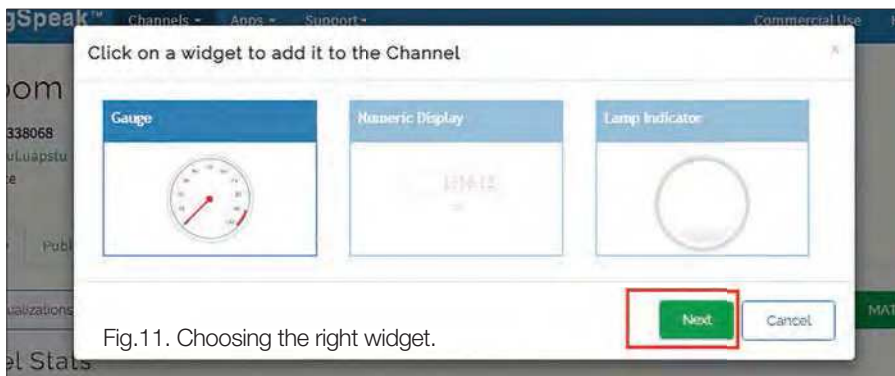 gSpeak™ Channels Apps Support Commercial Use
Click on a widget to add it to the Channel
x
oom
Gauge Numeric Display Lamp Indicator
338068
Publ
Next Cancel MAT
Fig.11. Choosing the right widget.
el Stats